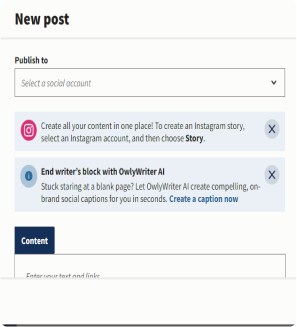 New post
Publish to
Select a social account
Create all your content in one place! To create an Instagram story,
select an Instagram account, and then choose Story.
X
End writer's block with OwlyWriter AI
X
Stuck staring at a blank page? Let OwlyWriter AI create compelling, on-
brand social captions for you in seconds. Create a caption now
Content
Enter your text and links